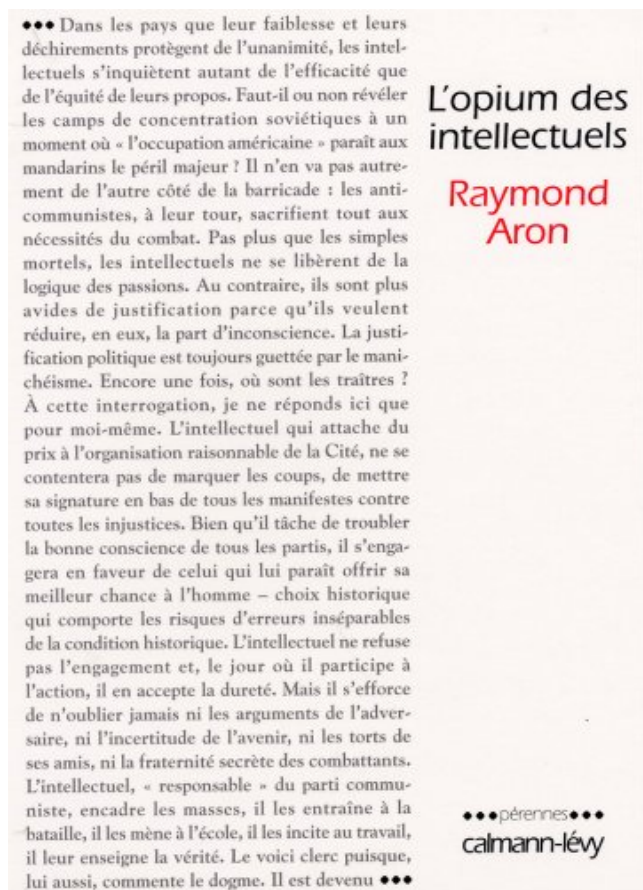 ●●● Dans les pays que leur faiblesse et leurs
déchirements protègent de l'unanimité, les intel-
lectuels s'inquiètent autant de l'efficacité que
de l'équité de leurs propos. Faut-il ou non révéler
les camps de concentration soviétiques à un
moment où « l'occupation américaine » paraît aux
mandarins le péril majeur ? Il n'en va pas autre-
ment de l'autre côté de la barricade : les anti-
communistes, à leur tour, sacrifient tout aux
nécessités du combat. Pas plus que les simples
mortels, les intellectuels ne se libèrent de la
logique des passions. Au contraire, ils sont plus
avides de justification parce qu'ils veulent
réduire, en eux, la part d'inconscience. La justi-
fication politique est toujours guettée par le mani-
chéisme. Encore une fois, où sont les traîtres ?
À cette interrogation, je ne réponds ici que
pour moi-même. L'intellectuel qui attache du
prix à l'organisation raisonnable de la Cité, ne se
contentera pas de marquer les coups, de mettre
sa signature en bas de tous les manifestes contre
toutes les injustices. Bien qu'il tâche de troubler
la bonne conscience de tous les partis, il s'enga-
gera en faveur de celui qui lui paraît offrir sa
meilleur chance à l'homme – choix historique
qui comporte les risques d'erreurs inséparables
de la condition historique. L'intellectuel ne refuse
pas l'engagement et, le jour où il participe à
l'action, il en accepte la dureté. Mais il s'efforce
de n'oublier jamais ni les arguments de l'adver-
saire, ni l'incertitude de l'avenir, ni les torts de
ses amis, ni la fraternité secrète des combattants.
L'intellectuel, « responsable » du parti commu-
niste, encadre les masses, il les entraîne à la
bataille, il les mène à l'école, il les incite au travail,
il leur enseigne la vérité. Le voici clerc puisque,
lui aussi, commente le dogme. Il est devenu ●●●
L'opium des
intellectuels
Raymond
Aron
●●●pérennes●●●
calmann-lévy